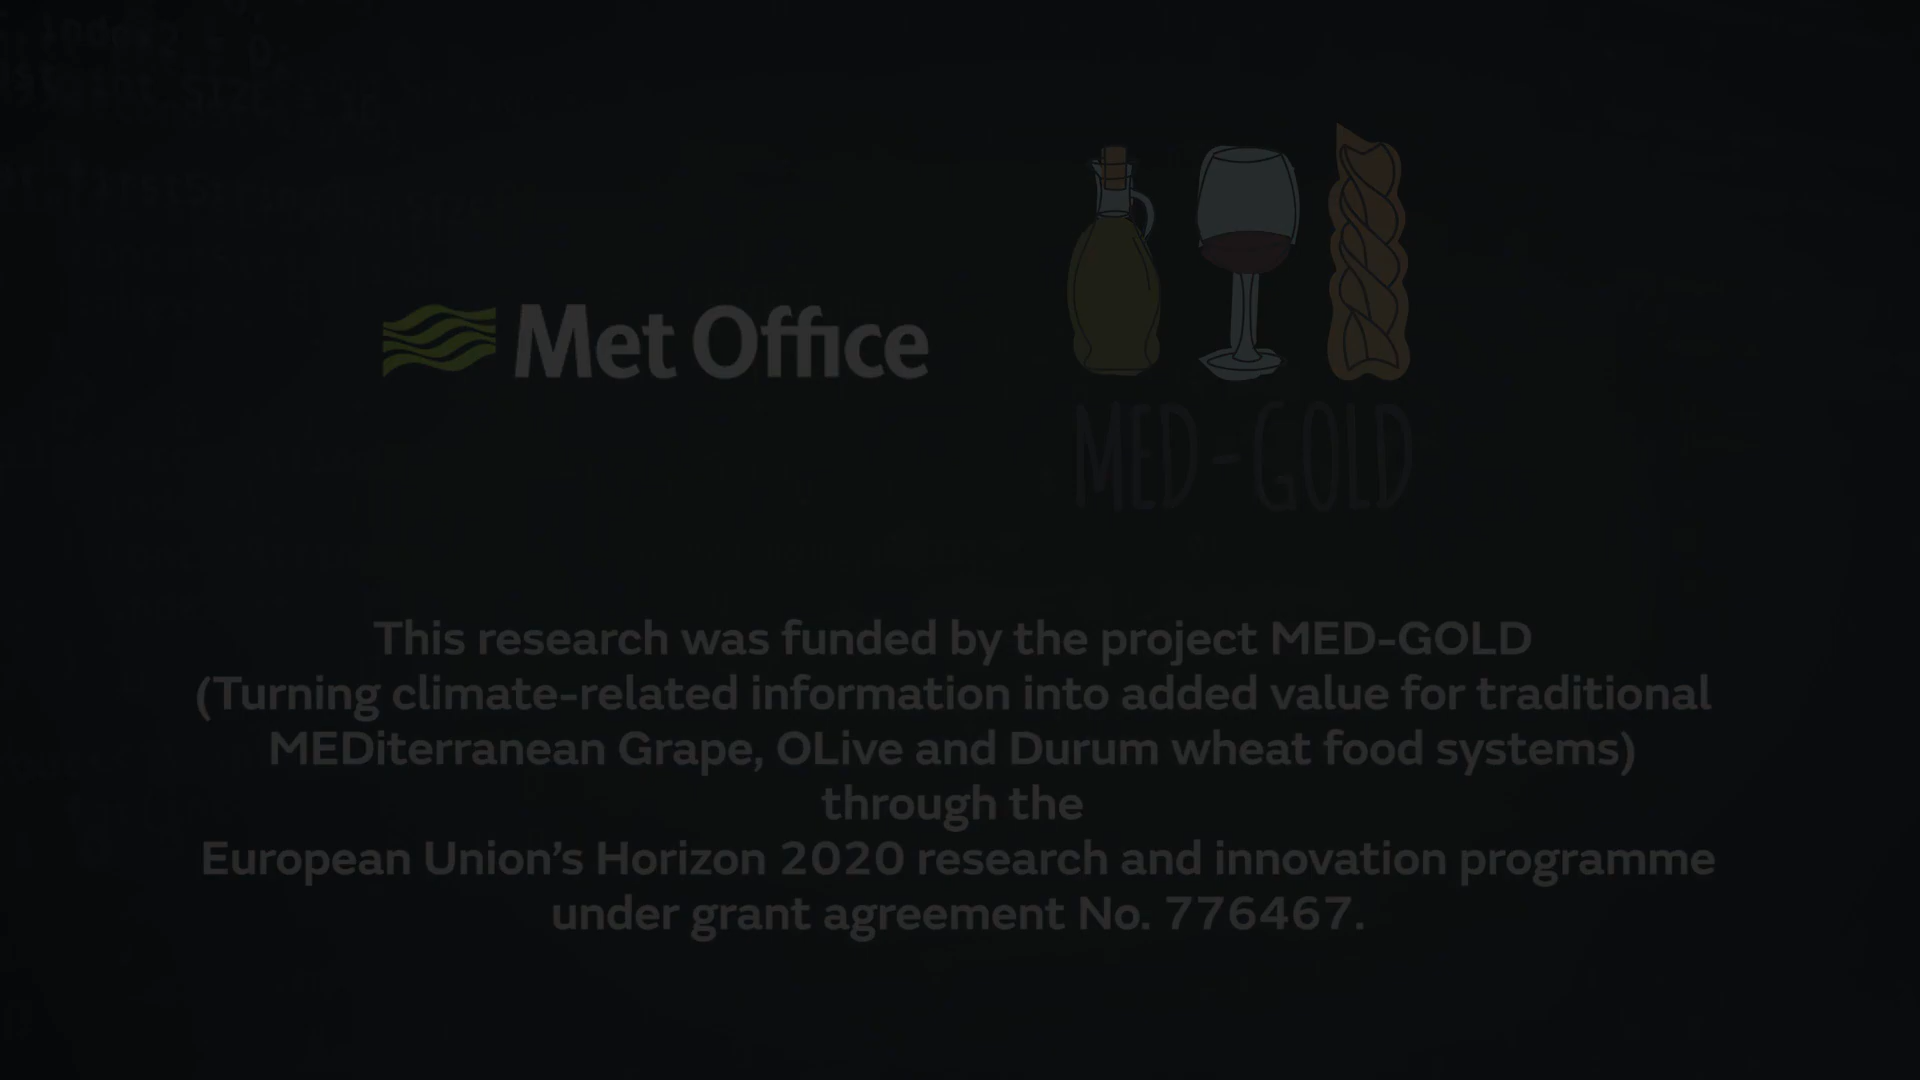 Met Office
MED-GOLD
This research was funded by the project MED-GOLD
(Turning climate-related information into added value for traditional
MEDiterranean Grape, OLive and Durum wheat food systems)
through the
European Union’s Horizon 2020 research and innovation programme
under grant agreement No. 776467.